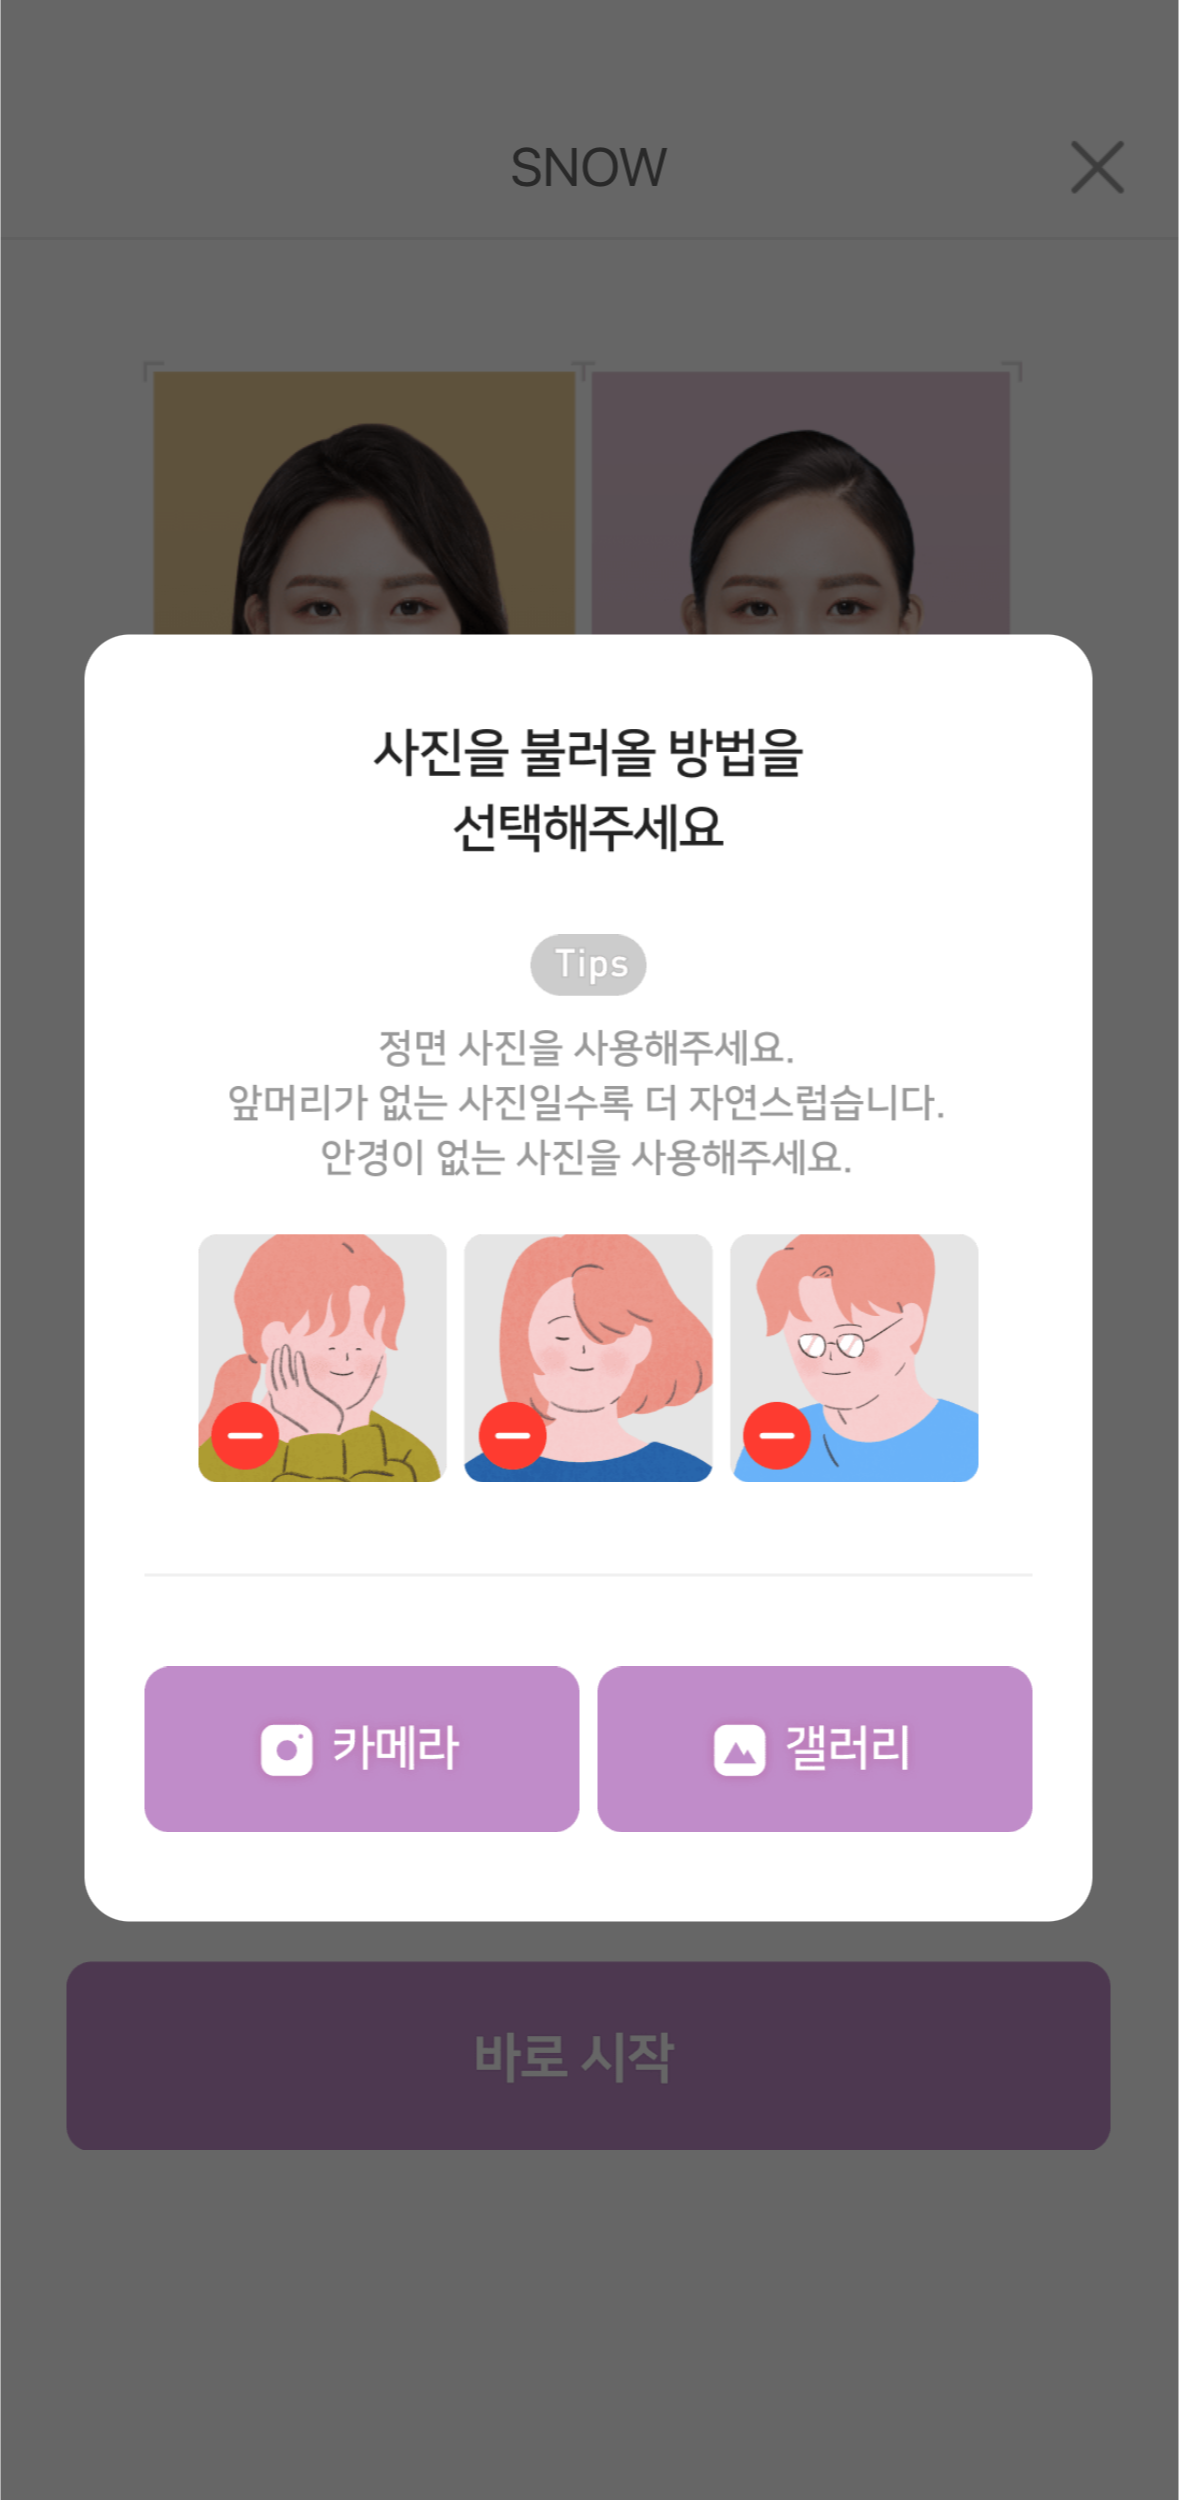 SNOW
사진을 불러올 방법을
선택해주세요
Tips
정면 사진을 사용해주세요.
앞머리가 없는 사진일수록 더 자연스럽습니다.
안경이 없는 사진을 사용해주세요.
카메라
갤러리
바로 시작